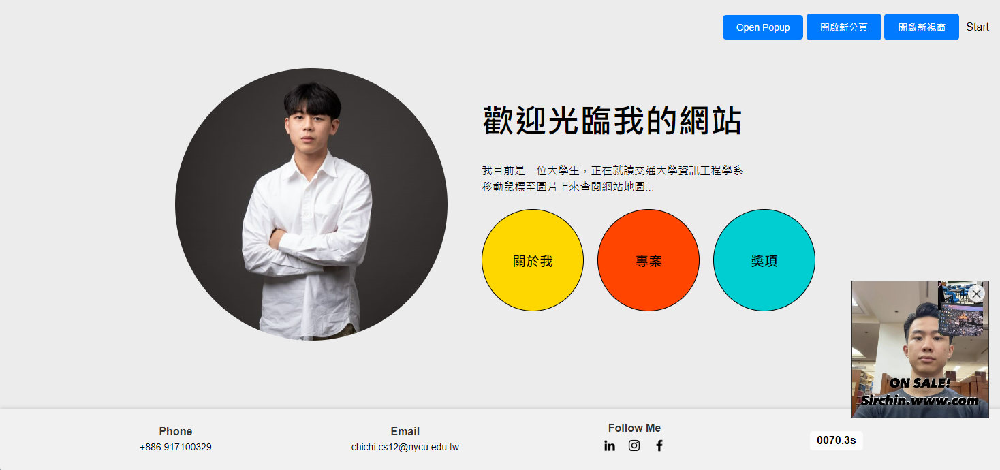 Open Popup
開啟新分頁
開啟新視窗
Start
歡迎光臨我的網站
我目前是一位大學生，正在就讀交通大學資訊工程學系
移動鼠標至圖片上來查閱網站地圖...
關於我
專案
獎項
ON SALE!
Sirchin.www.com
Phone
+886 917100329
Email
chichi.cs12@nycu.edu.tw
Follow Me
0070.3s